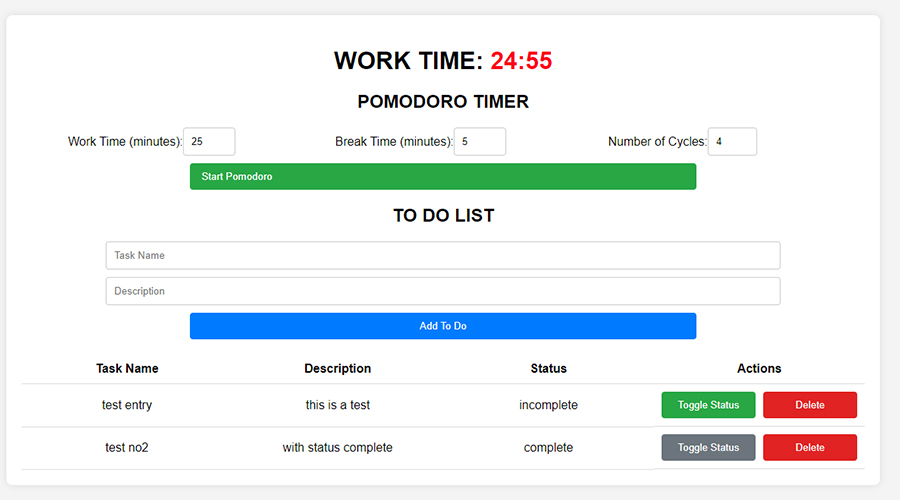 WORK TIME: 24:55
POMODORO TIMER
Work Time (minutes): 25 Break Time (minutes): 5 Number of Cycles: 4
Start Pomodoro
TO DO LIST
Task Name
Description
Add To Do
Task Name Description Status Actions
test entry this is a test incomplete Toggle Status Delete
test no2 with status complete complete Toggle Status Delete